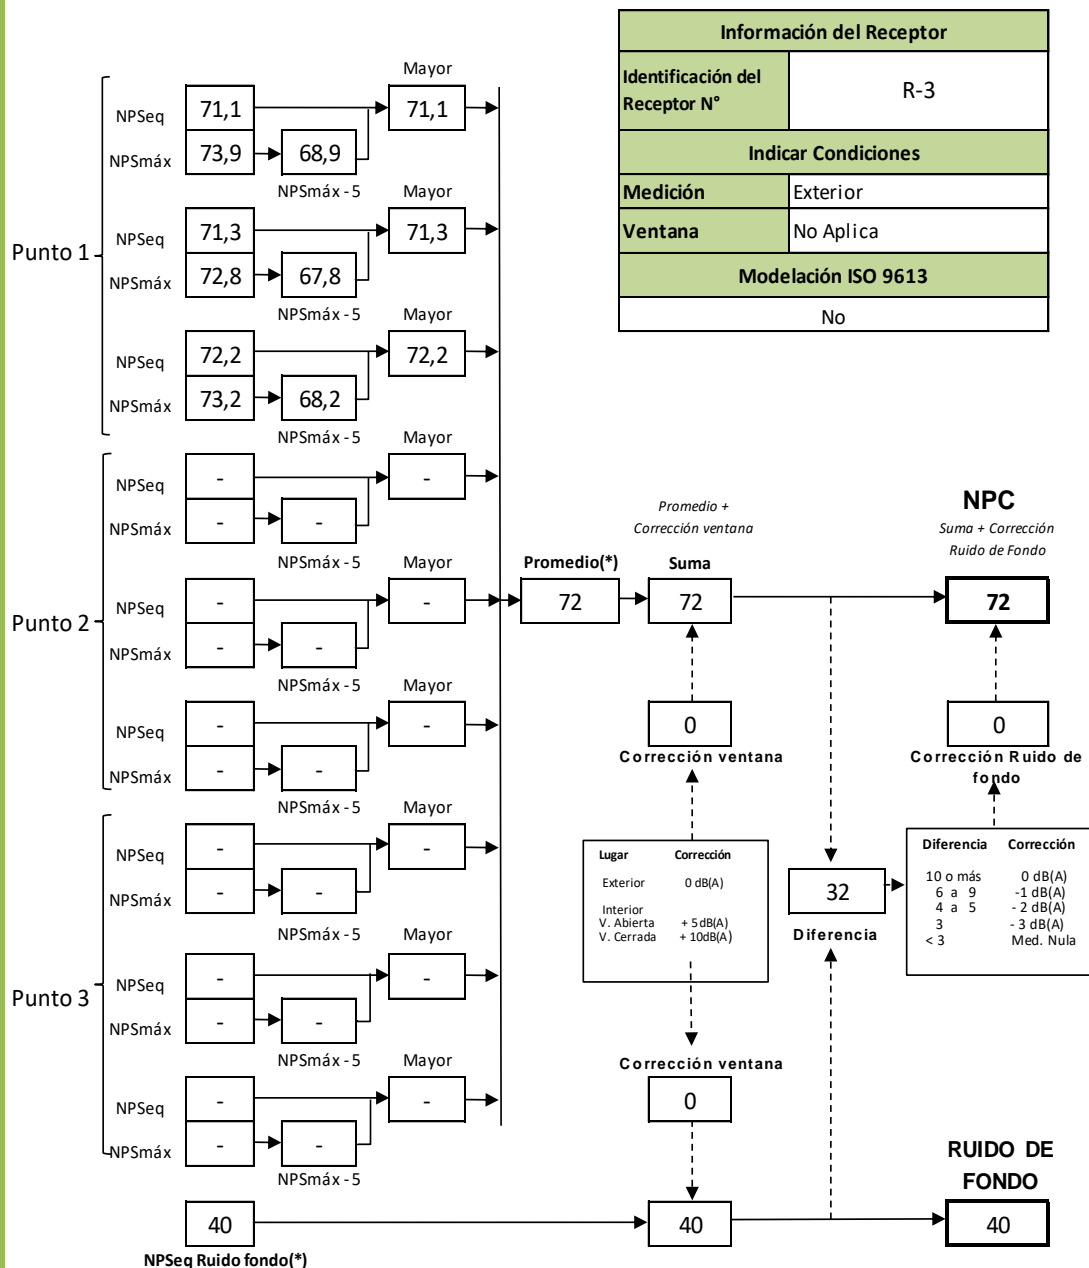 Información del Receptor
Identificación del Receptor N°
R-3
Indicar Condiciones
Medición Exterior
Ventana No Aplica
Modelación ISO 9613
No
Punto 1
Mayor
NPSeq 71,1 71,1
NPSmáx 73,9 68,9
NPSmáx - 5
Mayor
NPSeq 71,3 71,3
NPSmáx 72,8 67,8
NPSmáx - 5
Mayor
NPSeq 72,2 72,2
NPSmáx 73,2 68,2
NPSmáx - 5
Punto 2
Mayor
NPSeq - -
NPSmáx - -
NPSmáx - 5
Mayor
NPSeq - -
NPSmáx - -
NPSmáx - 5
Mayor
NPSeq - -
NPSmáx - -
NPSmáx - 5
Punto 3
Mayor
NPSeq - -
NPSmáx - -
NPSmáx - 5
Mayor
NPSeq - -
NPSmáx - -
NPSmáx - 5
Mayor
NPSeq - -
NPSmáx - -
NPSmáx - 5
Promedio(*)
72
Promedio +
Corrección ventana
Suma
72
NPC
Suma + Corrección
Ruido de Fondo
72
0
Corrección ventana
0
Corrección Ruido de
fondo
Lugar Corrección
Exterior 0 dB(A)
Interior
V. Abierta + 5dB(A)
V. Cerrada + 10dB(A)
32
Diferencia
Diferencia Corrección
10 o más 0 dB(A)
6 a 9 -1 dB(A)
4 a 5 - 2 dB(A)
3 - 3 dB(A)
< 3 Med. Nula
Corrección ventana
0
RUIDO DE
FONDO
40 40 40
NPSeq Ruido fondo(*)